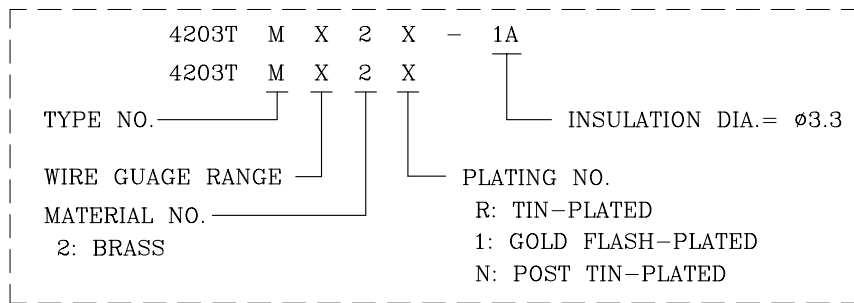 4203T M X 2 X - 1A
4203T M X 2 X
TYPE NO.
INSULATION DIA.= ø3.3
WIRE GUAGE RANGE
PLATING NO.
MATERIAL NO.
R: TIN-PLATED
2: BRASS
1: GOLD FLASH-PLATED
N: POST TIN-PLATED